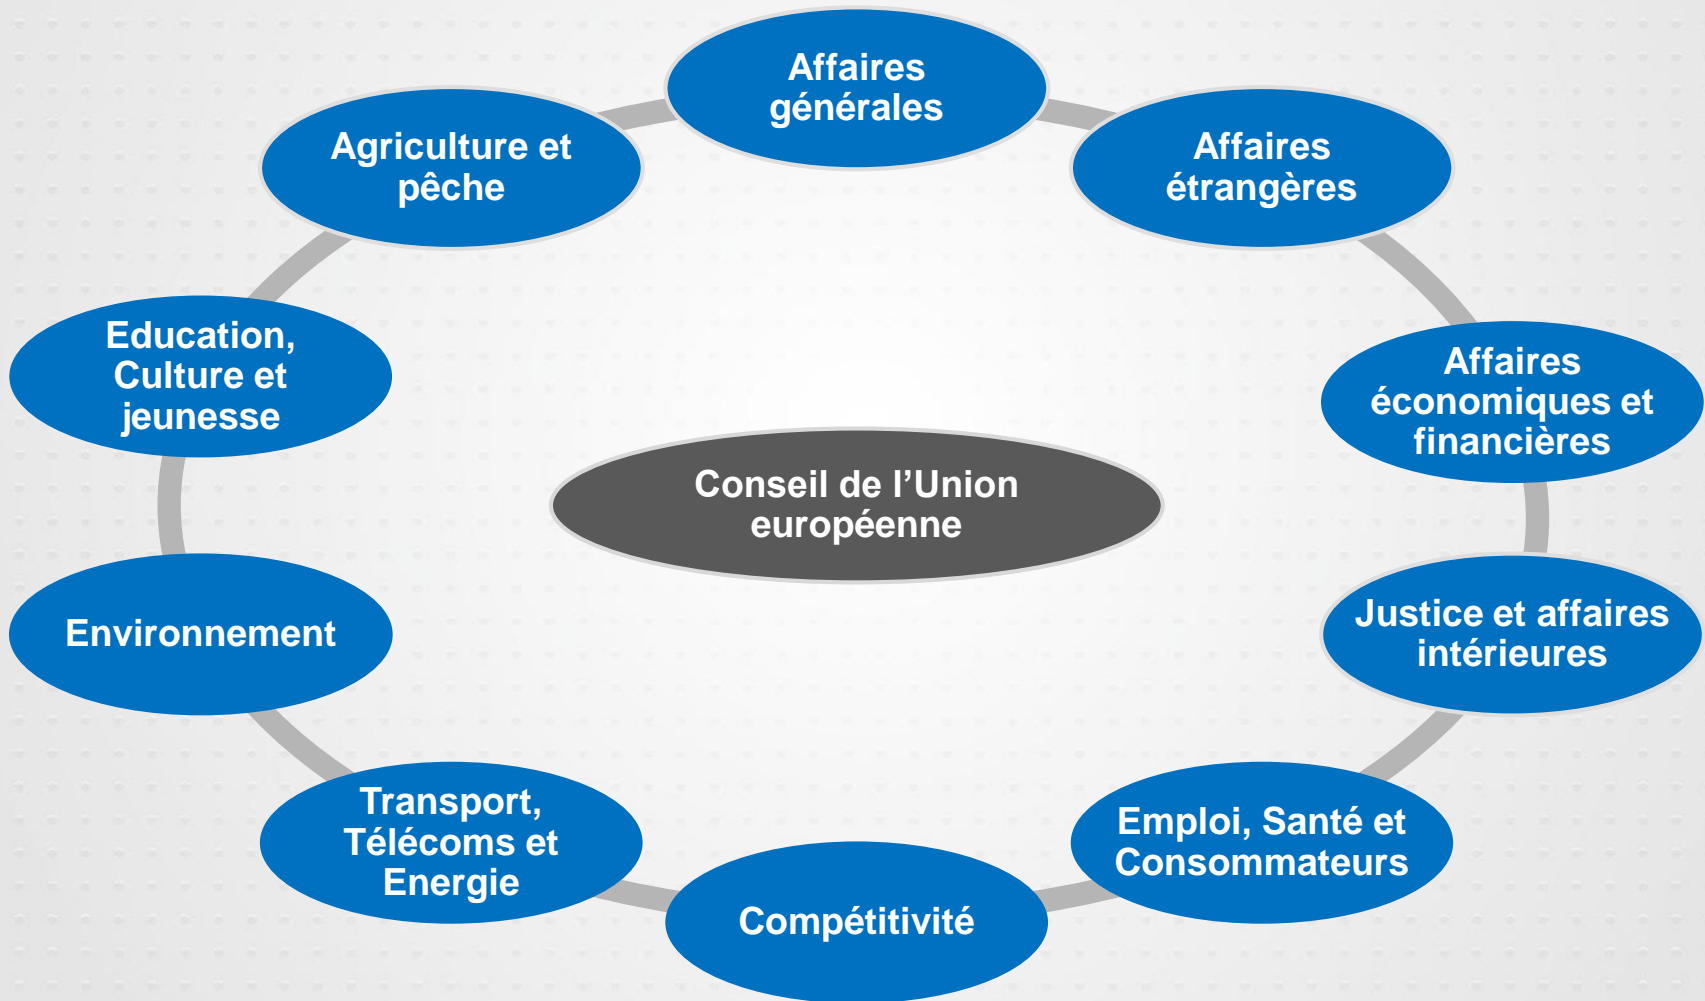 Affaires
générales
Affaires
étrangères
Affaires
économiques et
financières
Justice et affaires
intérieures
Emploi, Santé et
Consommateurs
Compétitivité
Transport,
Télécoms et
Energie
Environnement
Education,
Culture et
jeunesse
Agriculture et
pêche
Conseil de l’Union
européenne